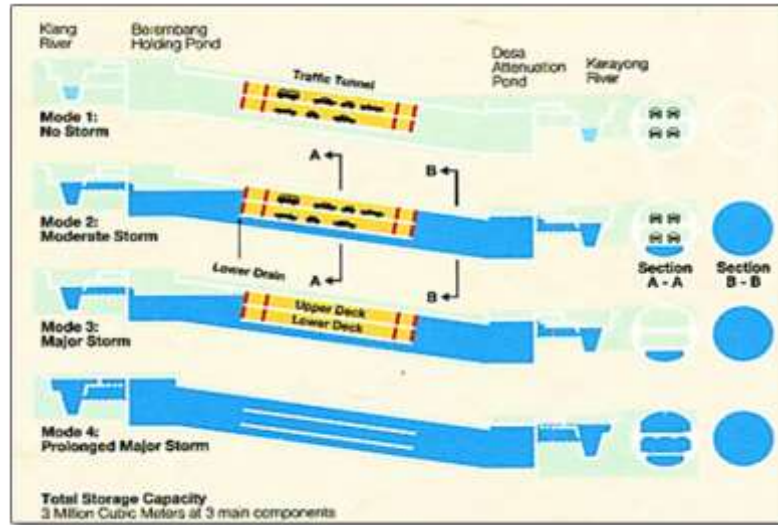 Klang
River
Berembang
Holding Pond
Desa
Attenuation
Pond
Kerayong
River
Traffic Tunnel
Mode 1:
No Storm
A
B
Mode 2:
Moderate Storm
Lower Drain
A
B
Section
A - A
Section
B - B
Upper Deck
Lower Deck
Mode 3:
Major Storm
Mode 4:
Prolonged Major Storm
Total Storage Capacity
3 Million Cubic Meters at 3 main components